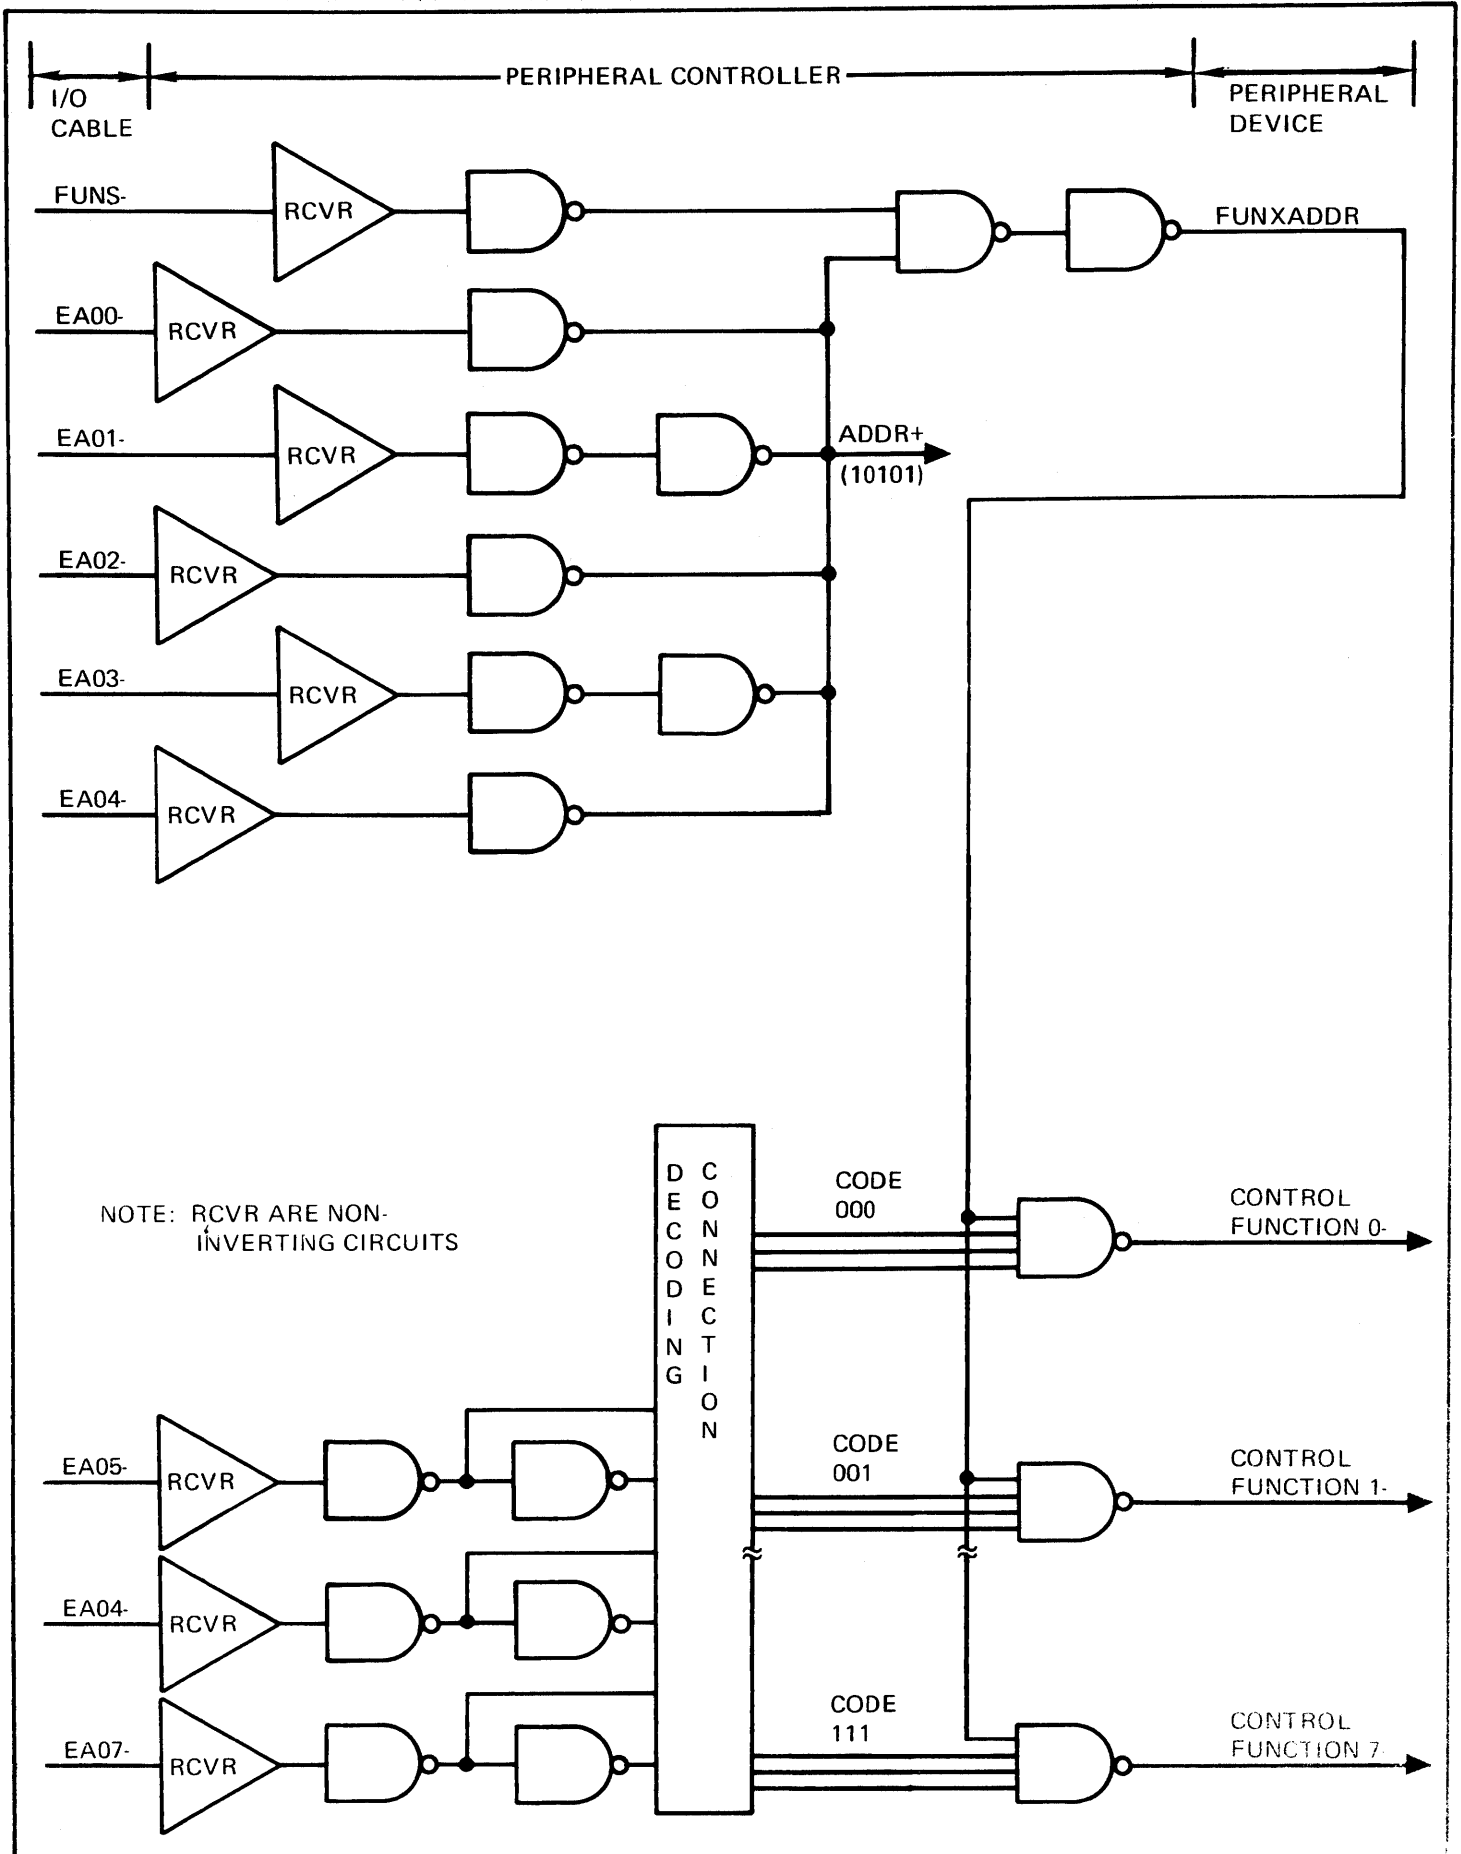 PERIPHERAL CONTROLLER
I/O
CABLE
PERIPHERAL
DEVICE
FUNS-
RCVR
FUNXADDR
EA00-
RCVR
EA01-
RCVR
ADDR+
(10101)
EA02-
RCVR
EA03-
RCVR
EA04-
RCVR
NOTE: RCVR ARE NON-
INVERTING CIRCUITS
DECODING
CONNECTION
CODE
000
CONTROL
FUNCTION 0-
EA05-
RCVR
CODE
001
CONTROL
FUNCTION 1-
EA04-
RCVR
EA07-
RCVR
CODE
111
CONTROL
FUNCTION 7-